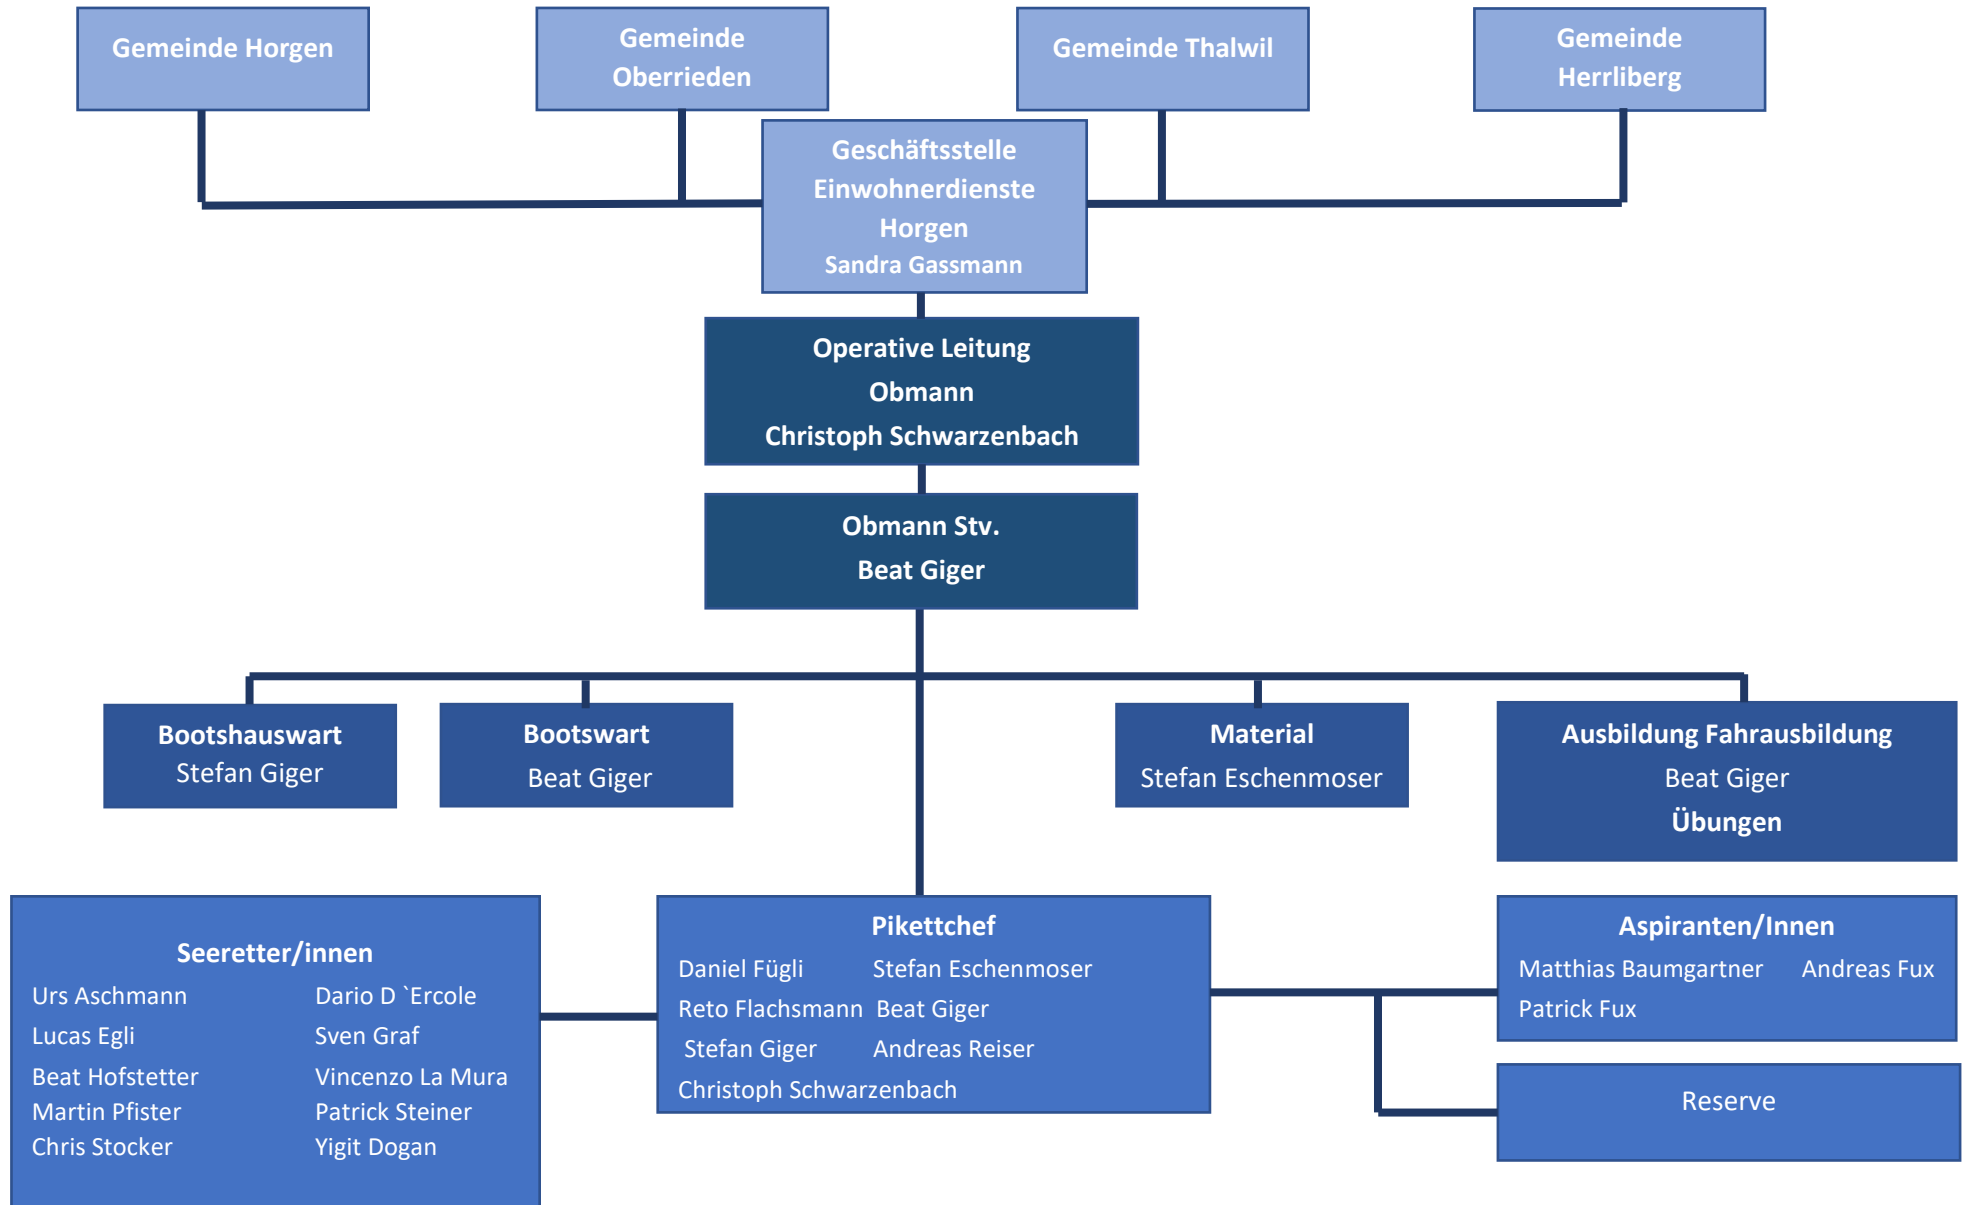 Gemeinde Horgen
Gemeinde
Oberrieden
Gemeinde Thalwil
Gemeinde
Herrliberg
Geschäftsstelle
Einwohnerdienste
Horgen
Sandra Gassmann
Operative Leitung
Obmann
Christoph Schwarzenbach
Obmann Stv.
Beat Giger
Bootshauswart
Stefan Giger
Bootswart
Beat Giger
Material
Stefan Eschenmoser
Ausbildung Fahrausbildung
Beat Giger
Übungen
Seeretter/innen
Urs Aschmann Dario D `Ercole
Lucas Egli Sven Graf
Beat Hofstetter Vincenzo La Mura
Martin Pfister Patrick Steiner
Chris Stocker Yigit Dogan
Pikettchef
Daniel Fügli Stefan Eschenmoser
Reto Flachsmann Beat Giger
Stefan Giger Andreas Reiser
Christoph Schwarzenbach
Aspiranten/Innen
Matthias Baumgartner Andreas Fux
Patrick Fux
Reserve